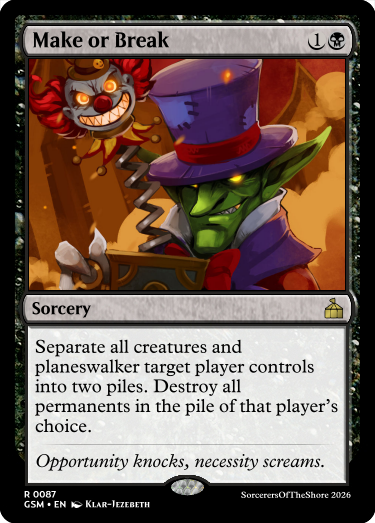 Make or Break 1
Sorcery
Separate all creatures and
planeswalker target player controls
into two piles. Destroy all
permanents in the pile of that player's
choice.
Opportunity knocks, necessity screams.
R 0087
GSM • EN Klar-Jezebeth
SorcerersOfTheShore 2026